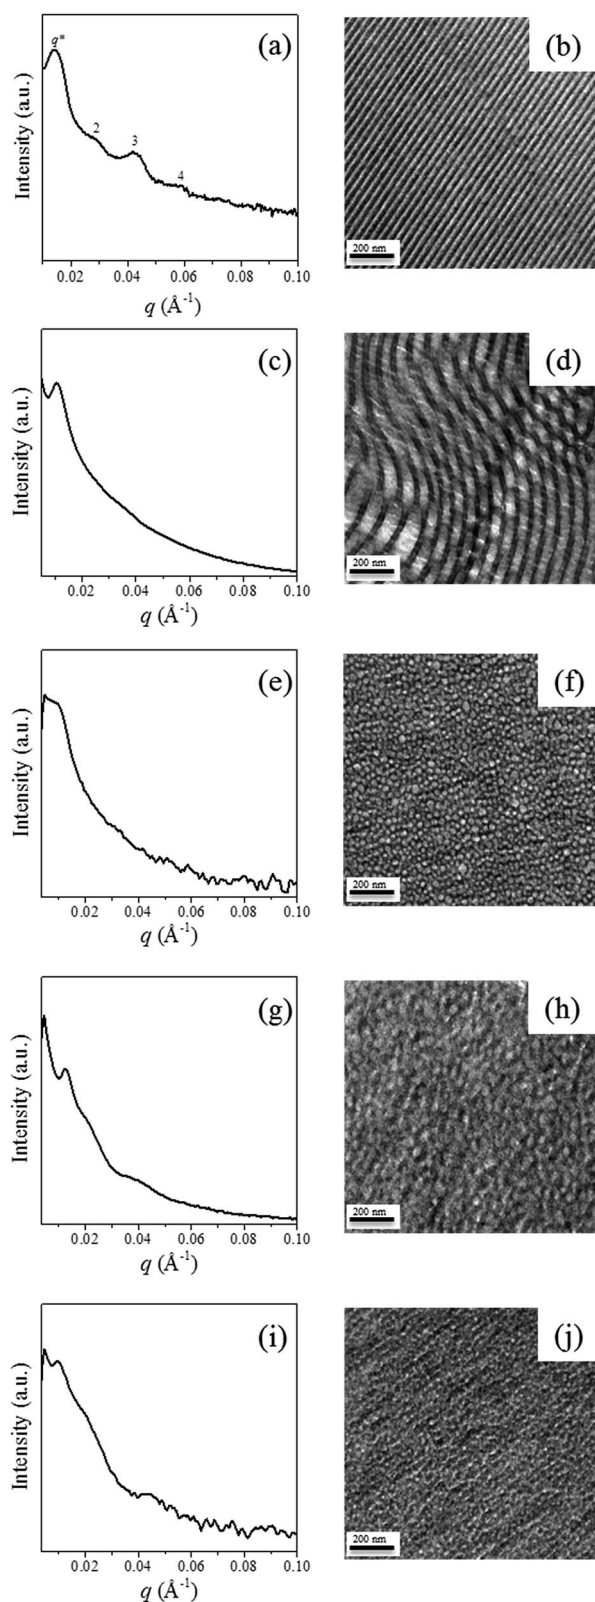 (a)
q*
2
3
4
Intensity (a.u.)
0.02 0.04 0.06 0.08 0.10
q (Å⁻¹)
(b)
200 nm
(c)
Intensity (a.u.)
0.02 0.04 0.06 0.08 0.10
q (Å⁻¹)
(d)
200 nm
(e)
Intensity (a.u.)
0.02 0.04 0.06 0.08 0.10
q (Å⁻¹)
(f)
200 nm
(g)
Intensity (a.u.)
0.02 0.04 0.06 0.08 0.10
q (Å⁻¹)
(h)
200 nm
(i)
Intensity (a.u.)
0.02 0.04 0.06 0.08 0.10
q (Å⁻¹)
(j)
200 nm